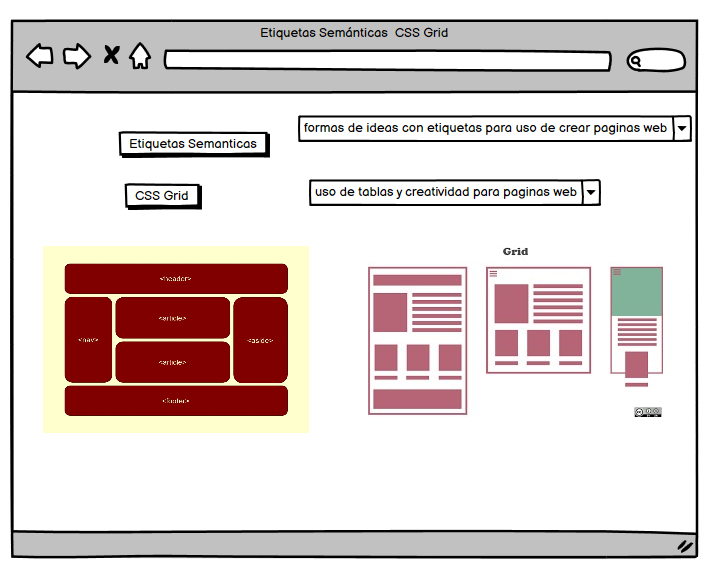 Etiquetas Semánticas  CSS Grid
Etiquetas Semanticas
formas de ideas con etiquetas para uso de crear paginas web
CSS Grid
uso de tablas y creatividad para paginas web
Grid
<header>
<nav>
<article>
<aside>
<article>
<footer>